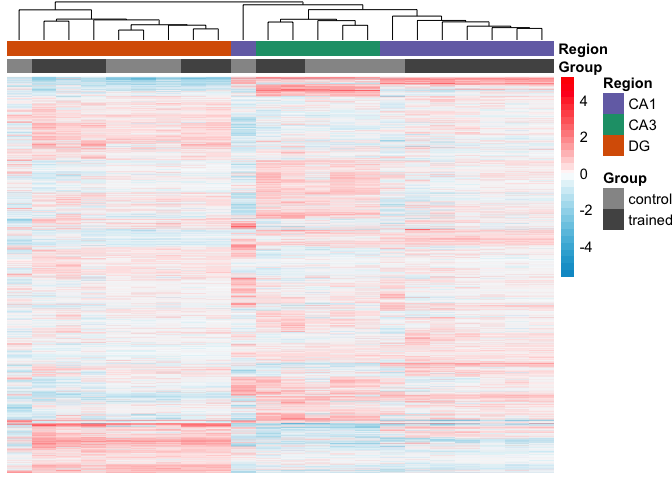 Region
Group
4
2
0
-2
-4
Region
CA1
CA3
DG
Group
control
trained